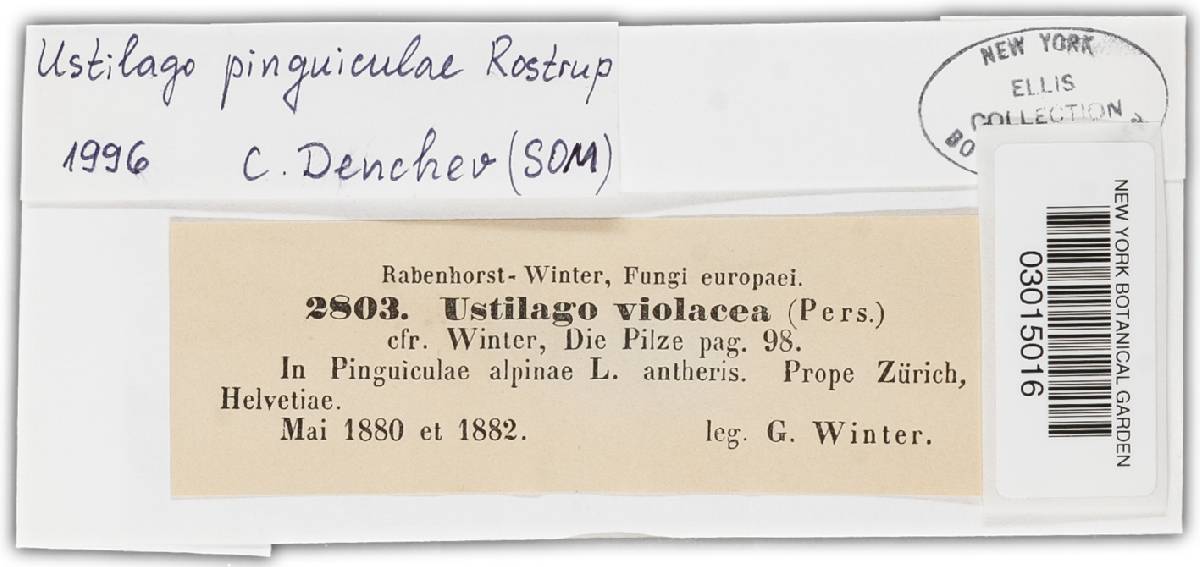 Ustilago pinguiculae Rostrup
1996 C. Denchev (SOM)
NEW YORK
ELLIS
COLLECTION
Rabenhorst-Winter, Fungi europaei.
2803. Ustilago violacea (Pers.)
cfr. Winter, Die Pilze pag. 98.
In Pinguiculae alpinae L. antheris. Prope Zürich,
Helvetiae.
Mai 1880 et 1882. leg. G. Winter.
NEW YORK BOTANICAL GARDEN
03015016